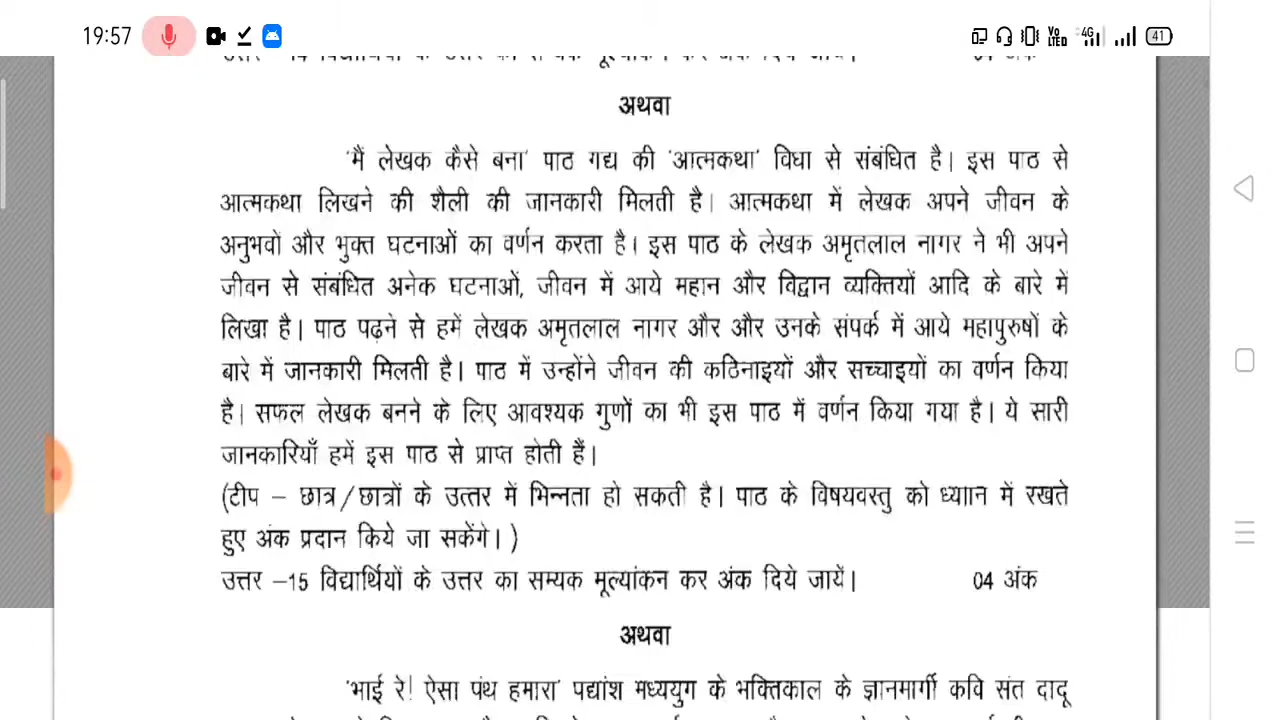 19:57
Vo LTE 4G 41
अथवा
'मैं लेखक कैसे बना' पाठ गद्य की 'आत्मकथा' विधा से संबंधित है। इस पाठ से
आत्मकथा लिखने की शैली की जानकारी मिलती है। आत्मकथा में लेखक अपने जीवन के
अनुभवों और भुक्त घटनाओं का वर्णन करता है। इस पाठ के लेखक अमृतलाल नागर ने भी अपने
जीवन से संबंधित अनेक घटनाओं, जीवन में आये महान और विद्वान व्यक्तियों आदि के बारे में
लिखा है। पाठ पढ़ने से हमें लेखक अमृतलाल नागर और और उनके संपर्क में आये महापुरुषों के
बारे में जानकारी मिलती है। पाठ में उन्होंने जीवन की कठिनाइयों और सच्चाइयों का वर्णन किया
है। सफल लेखक बनने के लिए आवश्यक गुणों का भी इस पाठ में वर्णन किया गया है। ये सारी
जानकारियाँ हमें इस पाठ से प्राप्त होती हैं।
(टीप – छात्र/छात्रों के उत्तर में भिन्नता हो सकती है। पाठ के विषयवस्तु को ध्याान में रखते
हुए अंक प्रदान किये जा सकेंगे।)
उत्तर –15 विद्यार्थियों के उत्तर का सम्यक मूल्यांकन कर अंक दिये जायें। 04 अंक
अथवा
'भाई रे! ऐसा पंथ हमारा' पद्यांश मध्ययुग के भक्तिकाल के ज्ञानमार्गी कवि संत दादू